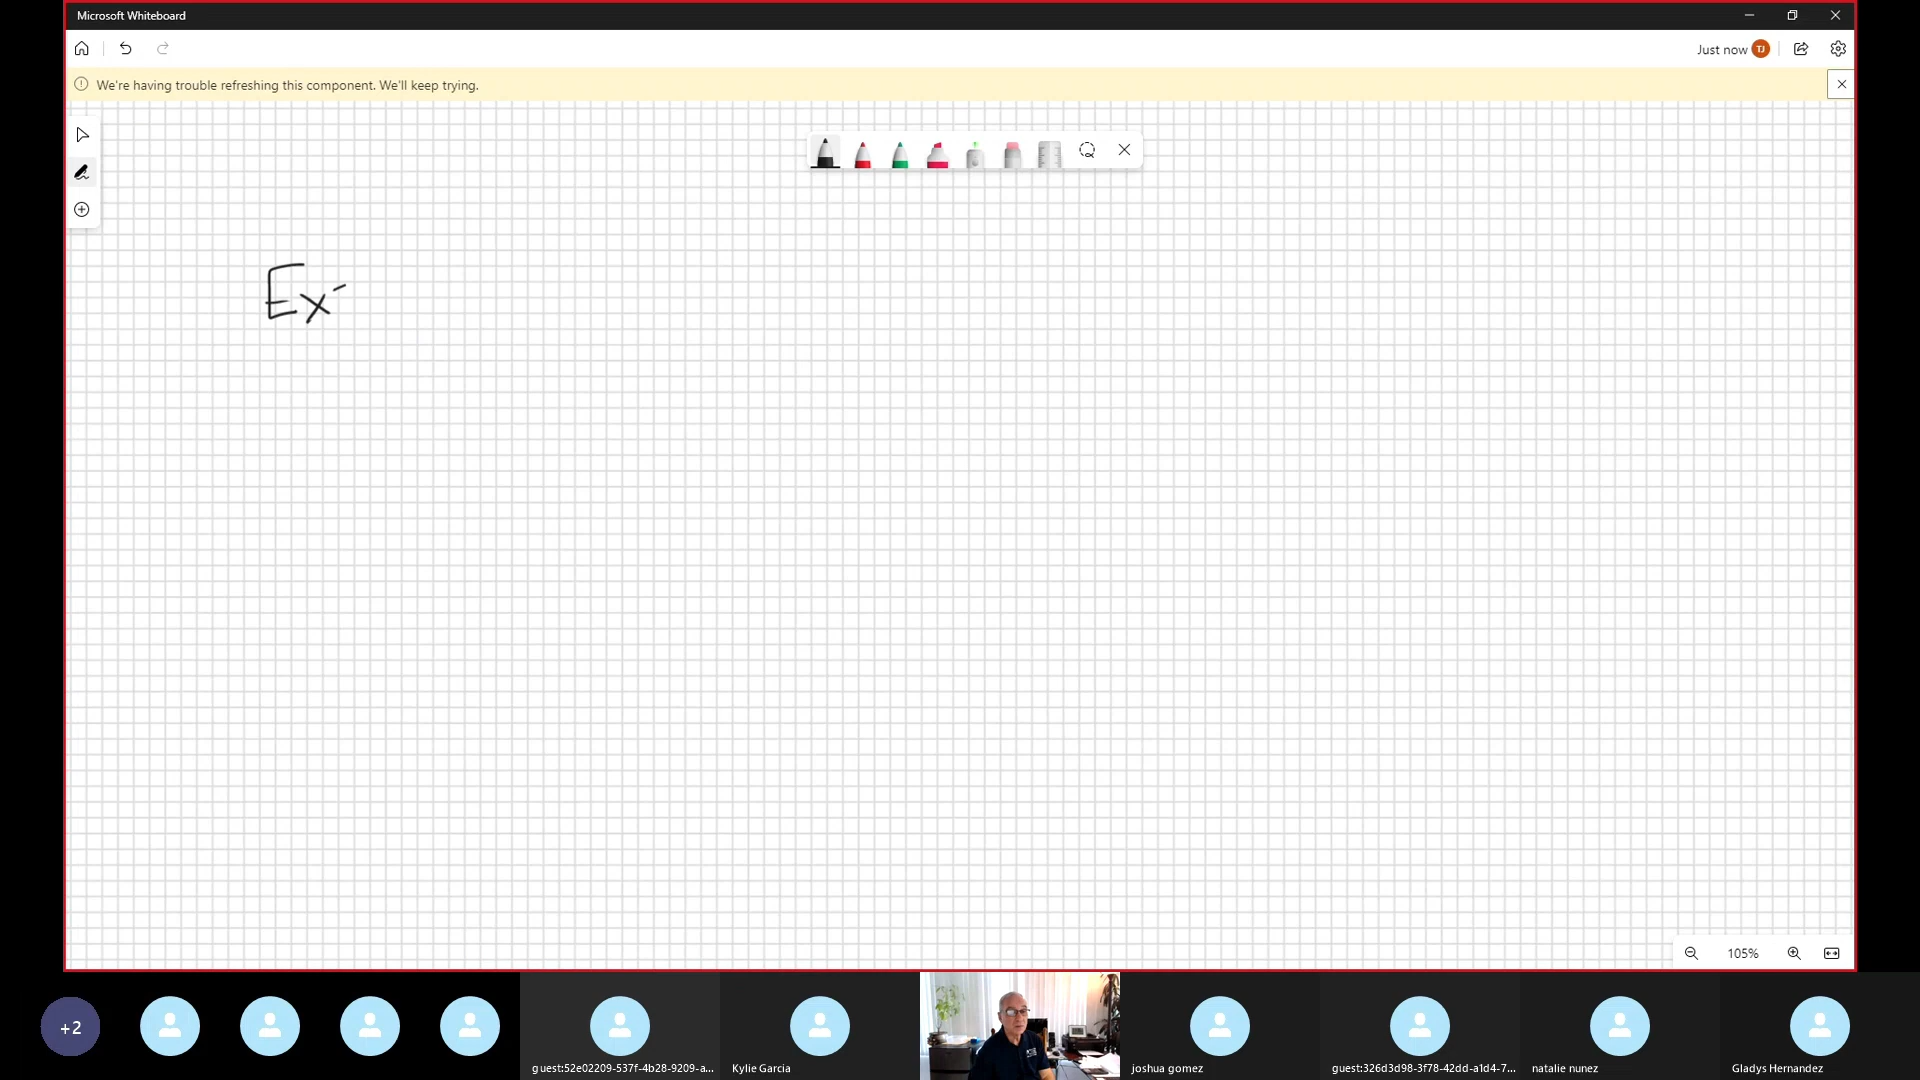 Microsoft Whiteboard
Just now TJ
We're having trouble refreshing this component. We'll keep trying.
Ex
105%
+2
guest:52e02209-537f-4b28-9209-a...
Kylie Garcia
joshua gomez
guest:326d3d98-3f78-42dd-a1d4-7...
natalie nunez
Gladys Hernandez